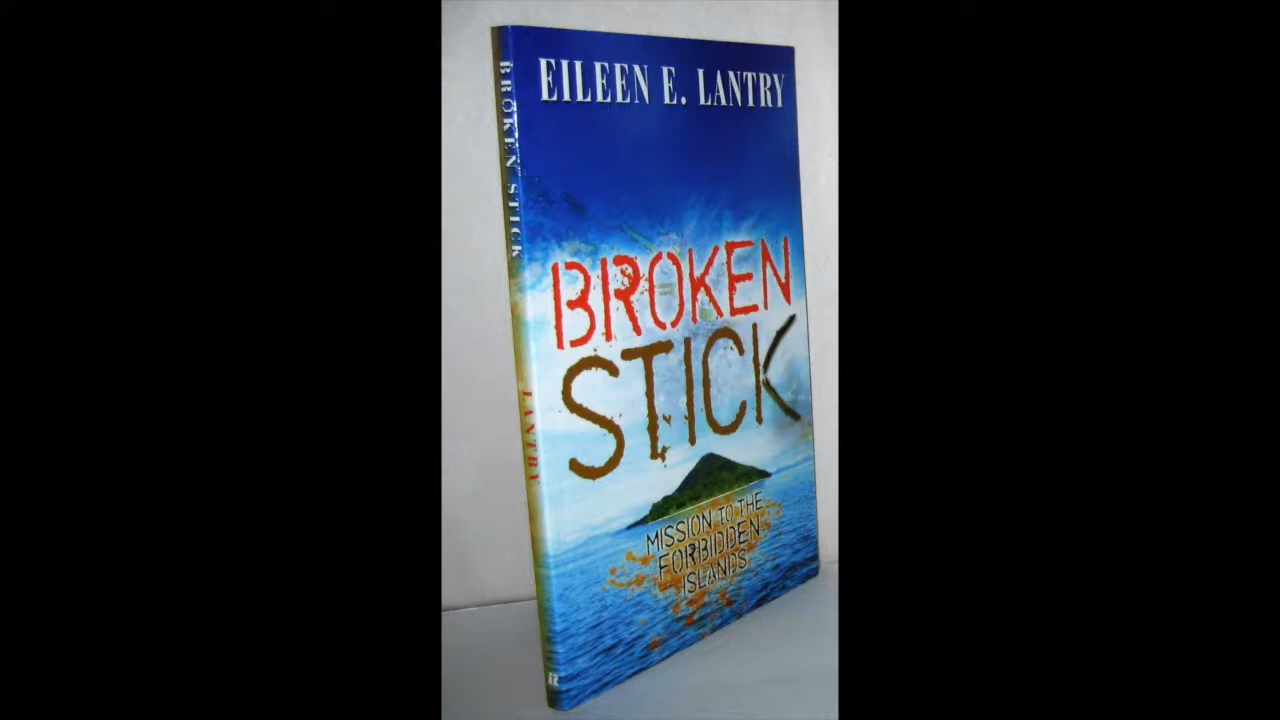 EILEEN E. LANTRY
BROKEN
STICK
MISSION TO THE
FORBIDDEN
ISLANDS
BROKEN STICK
LANTRY